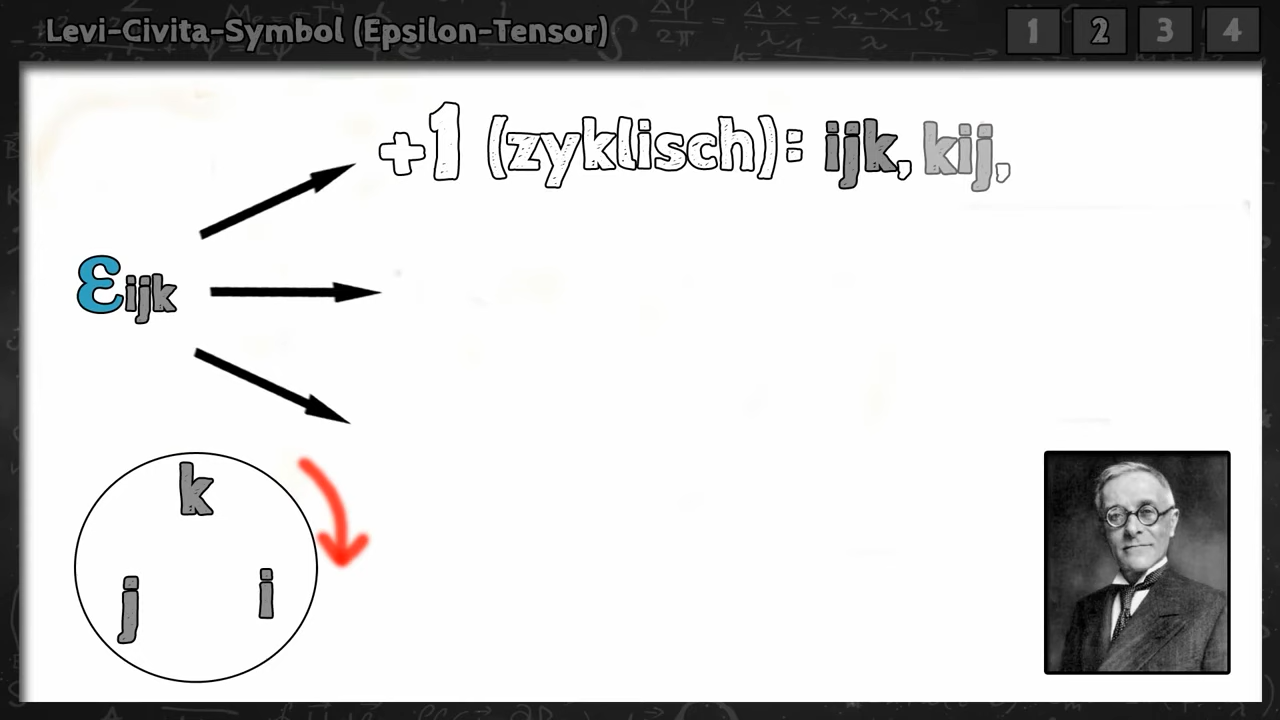 Levi-Civita-Symbol (Epsilon-Tensor)
1 2 3 4
+1 (zyklisch): ijk, kij,
εijk
k
j i